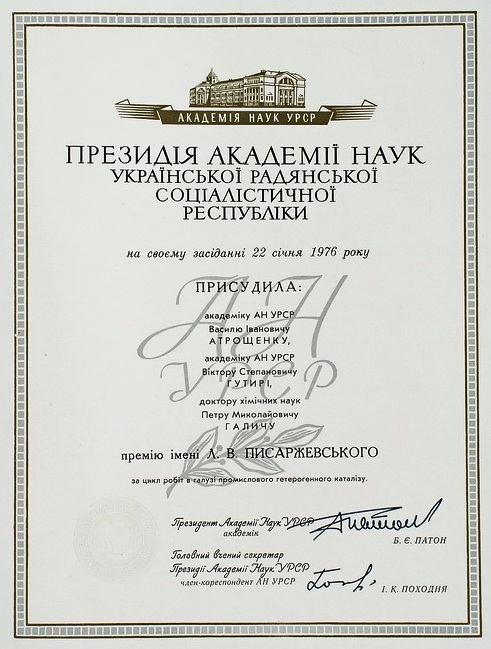 АКАДЕМІЯ НАУК УРСР
ПРЕЗИДІЯ АКАДЕМІЇ НАУК
УКРАЇНСЬКОЇ РАДЯНСЬКОЇ
СОЦІАЛІСТИЧНОЇ
РЕСПУБЛІКИ
на своєму засіданні 22 січня 1976 року
ПРИСУДИЛА:
АН
УРСР
академіку АН УРСР
Василю Івановичу
АТРОЩЕНКУ,
академіку АН УРСР
Віктору Степановичу
ГУТИРІ,
доктору хімічних наук
Петру Миколайовичу
ГАЛИЧУ
премію імені Л. В. ПИСАРЖЕВСЬКОГО
за цикл робіт в галузі промислового гетерогенного каталізу.
Президент Академії Наук УРСР
академік
Б. Є. ПАТОН
Головний вчений секретар
Президії Академії Наук УРСР
член-кореспондент АН УРСР
І. К. ПОХОДНЯ